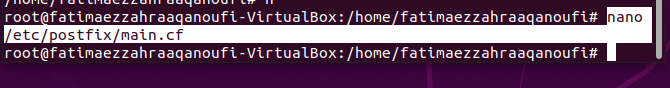 root@fatimaezzahraaqanoufi-VirtualBox:/home/fatimaezzahraaqanoufi# nano
/etc/postfix/main.cf
root@fatimaezzahraaqanoufi-VirtualBox:/home/fatimaezzahraaqanoufi#